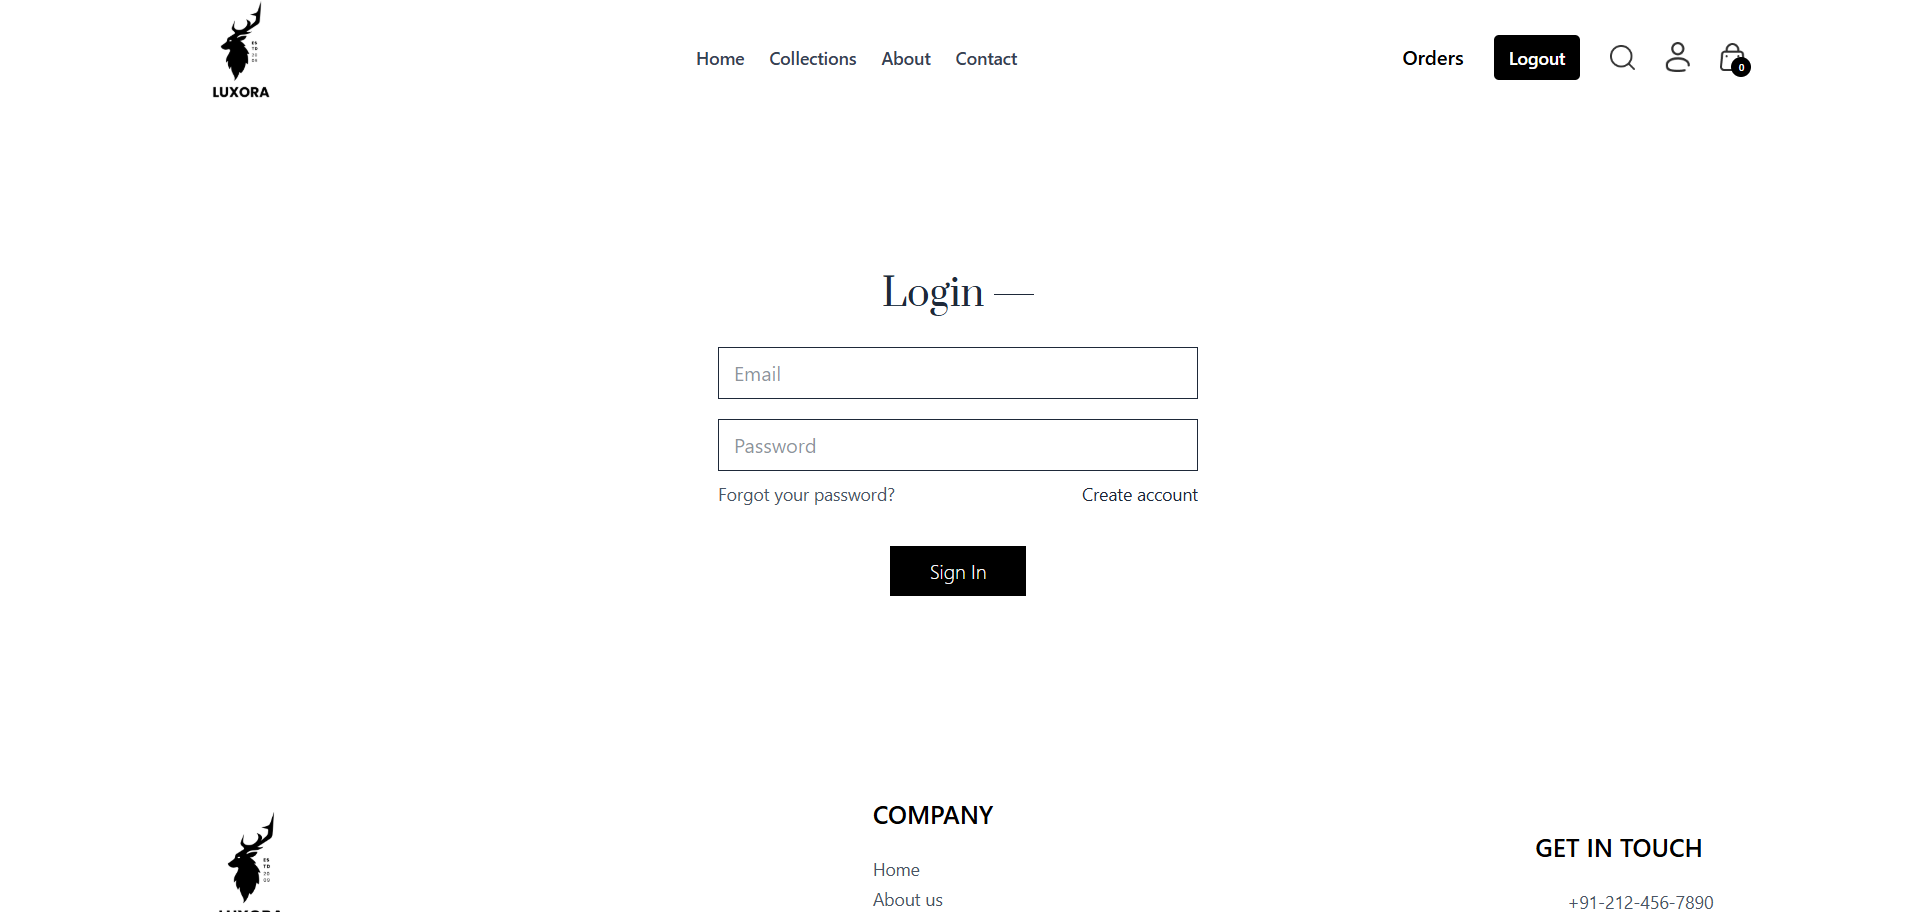 LUXORA
Home Collections About Contact
Orders Logout 0
Login
Email
Password
Forgot your password? Create account
Sign In
COMPANY
GET IN TOUCH
Home
About us
+91-212-456-7890